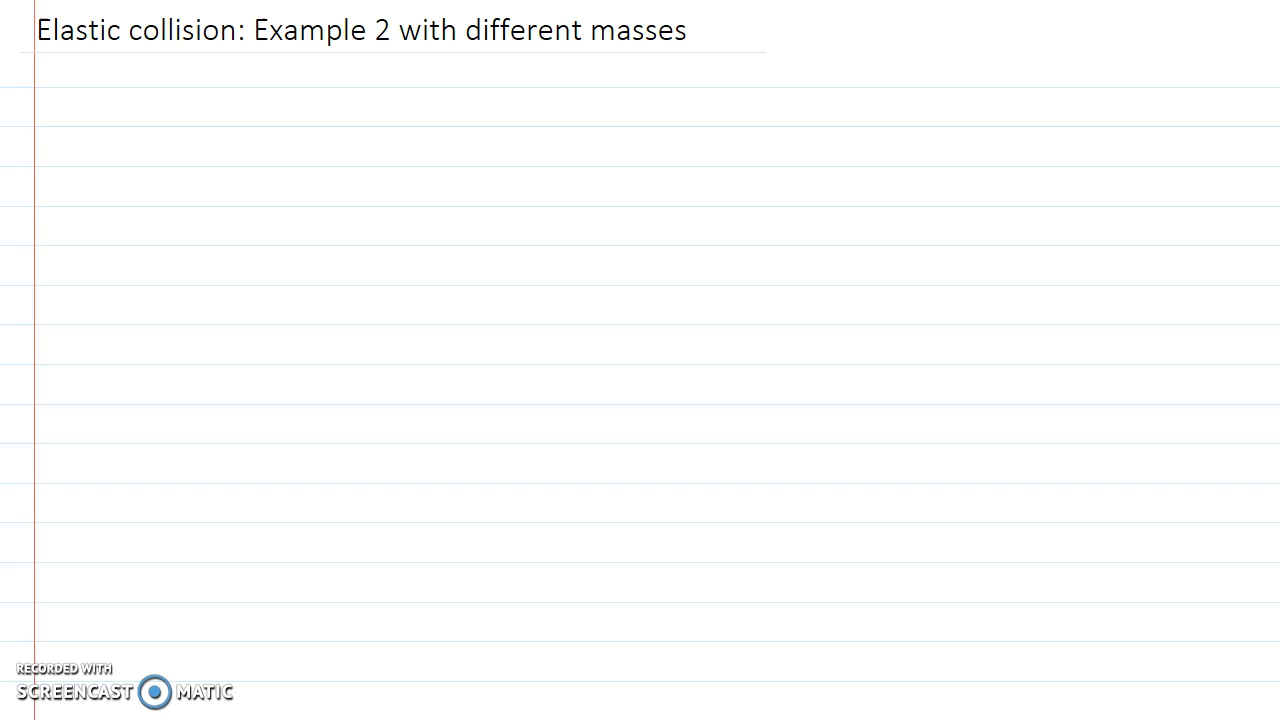 Elastic collision: Example 2 with different masses
RECORDED WITH
SCREENCAST MATIC